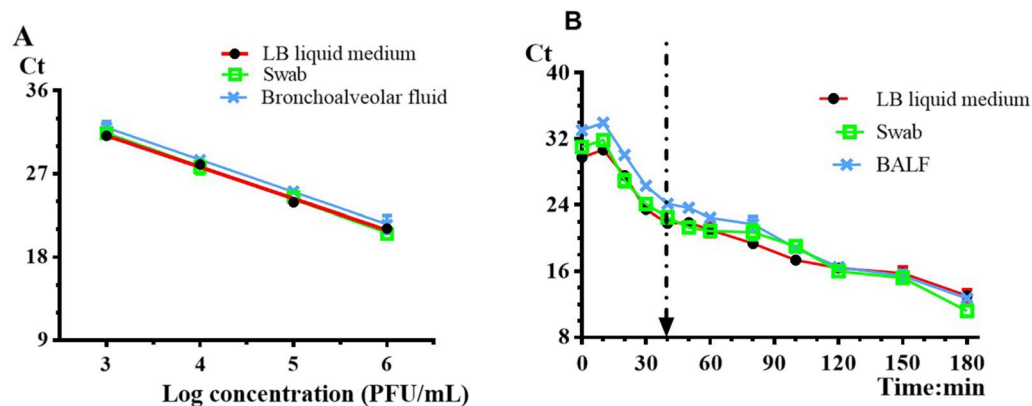 A
Ct
LB liquid medium
Swab
Bronchoalveolar fluid
36
27
18
9
3 4 5 6
Log concentration (PFU/mL)
B
Ct
LB liquid medium
Swab
BALF
40
32
24
16
8
0 30 60 90 120 150 180
Time:min